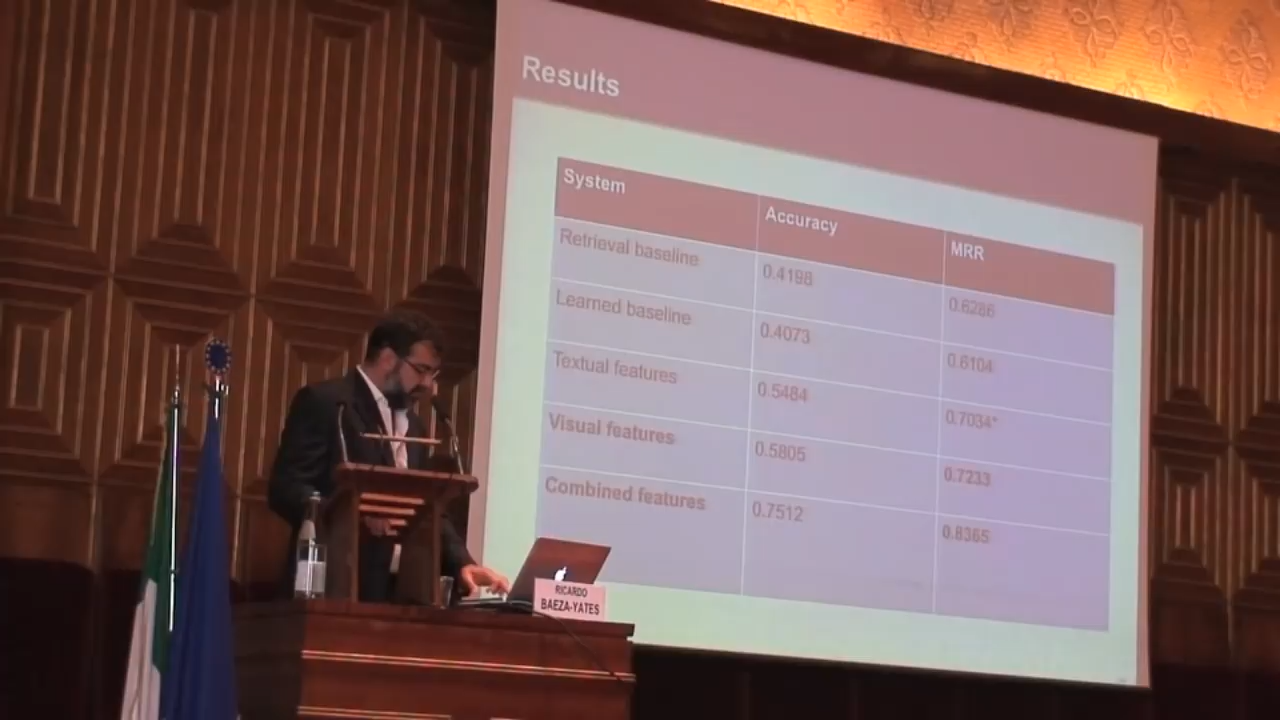 Results
System Accuracy MRR
Retrieval baseline 0.4198 0.6286
Learned baseline 0.4073 0.6104
Textual features 0.5484 0.7034*
Visual features 0.5805 0.7233
Combined features 0.7512 0.8365
RICARDO
BAEZA-YATES